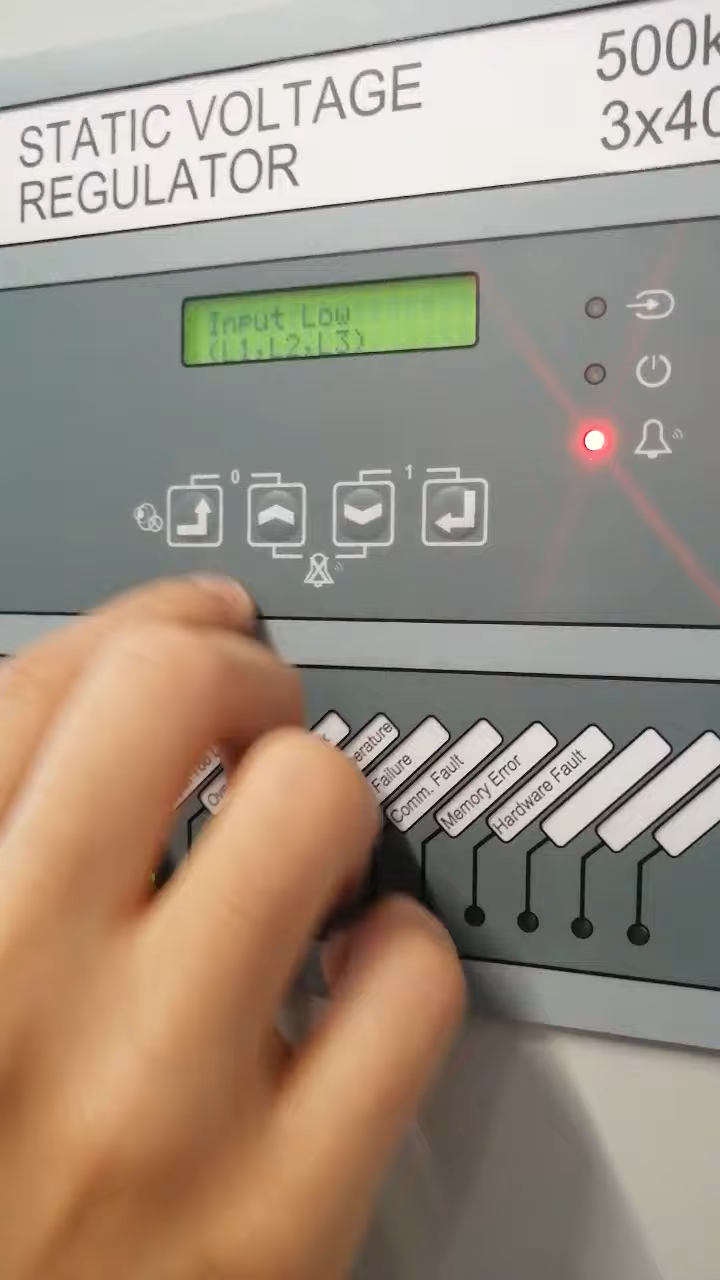 STATIC VOLTAGE
REGULATOR
500k
3x40
Input Low
(L1,L2,L3)
0
1
Comm. Fault
Memory Error
Hardware Fault
Failure
erature